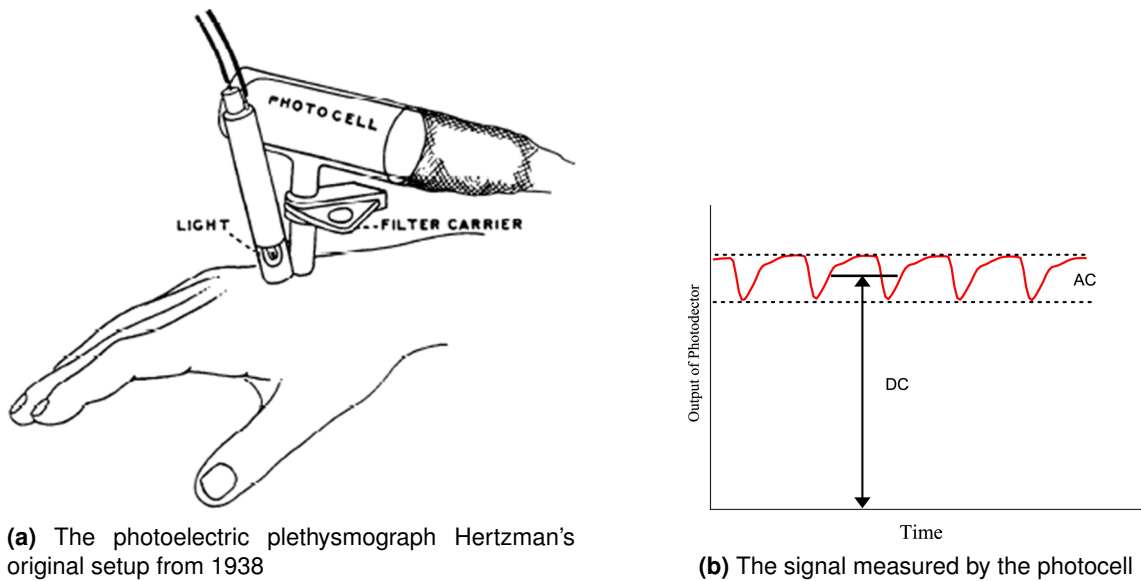 PHOTOCELL
LIGHT
FILTER CARRIER
(a) The photoelectric plethysmograph Hertzman's
original setup from 1938
Output of Photodector
AC
DC
Time
(b) The signal measured by the photocell